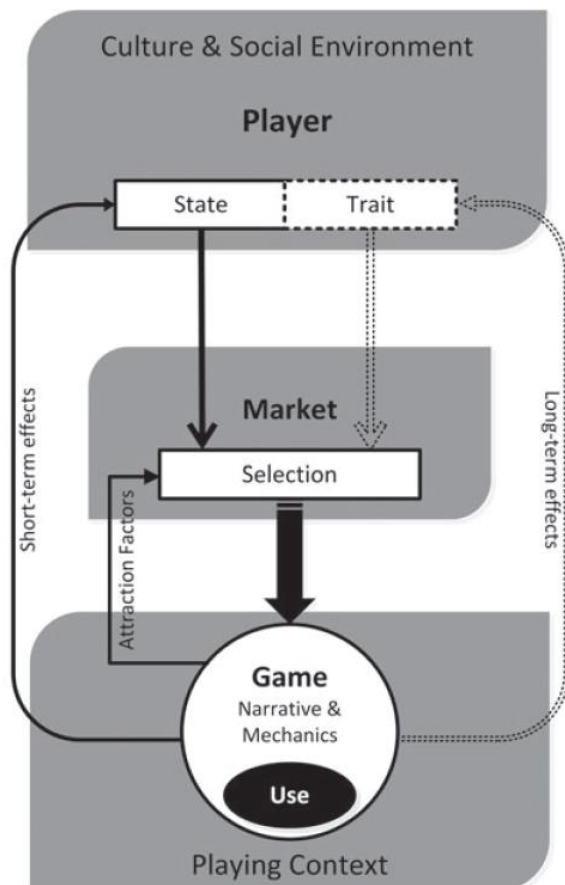 Culture & Social Environment
Player
State
Trait
Market
Selection
Short-term effects
Attraction Factors
Long-term effects
Game
Narrative &
Mechanics
Use
Playing Context